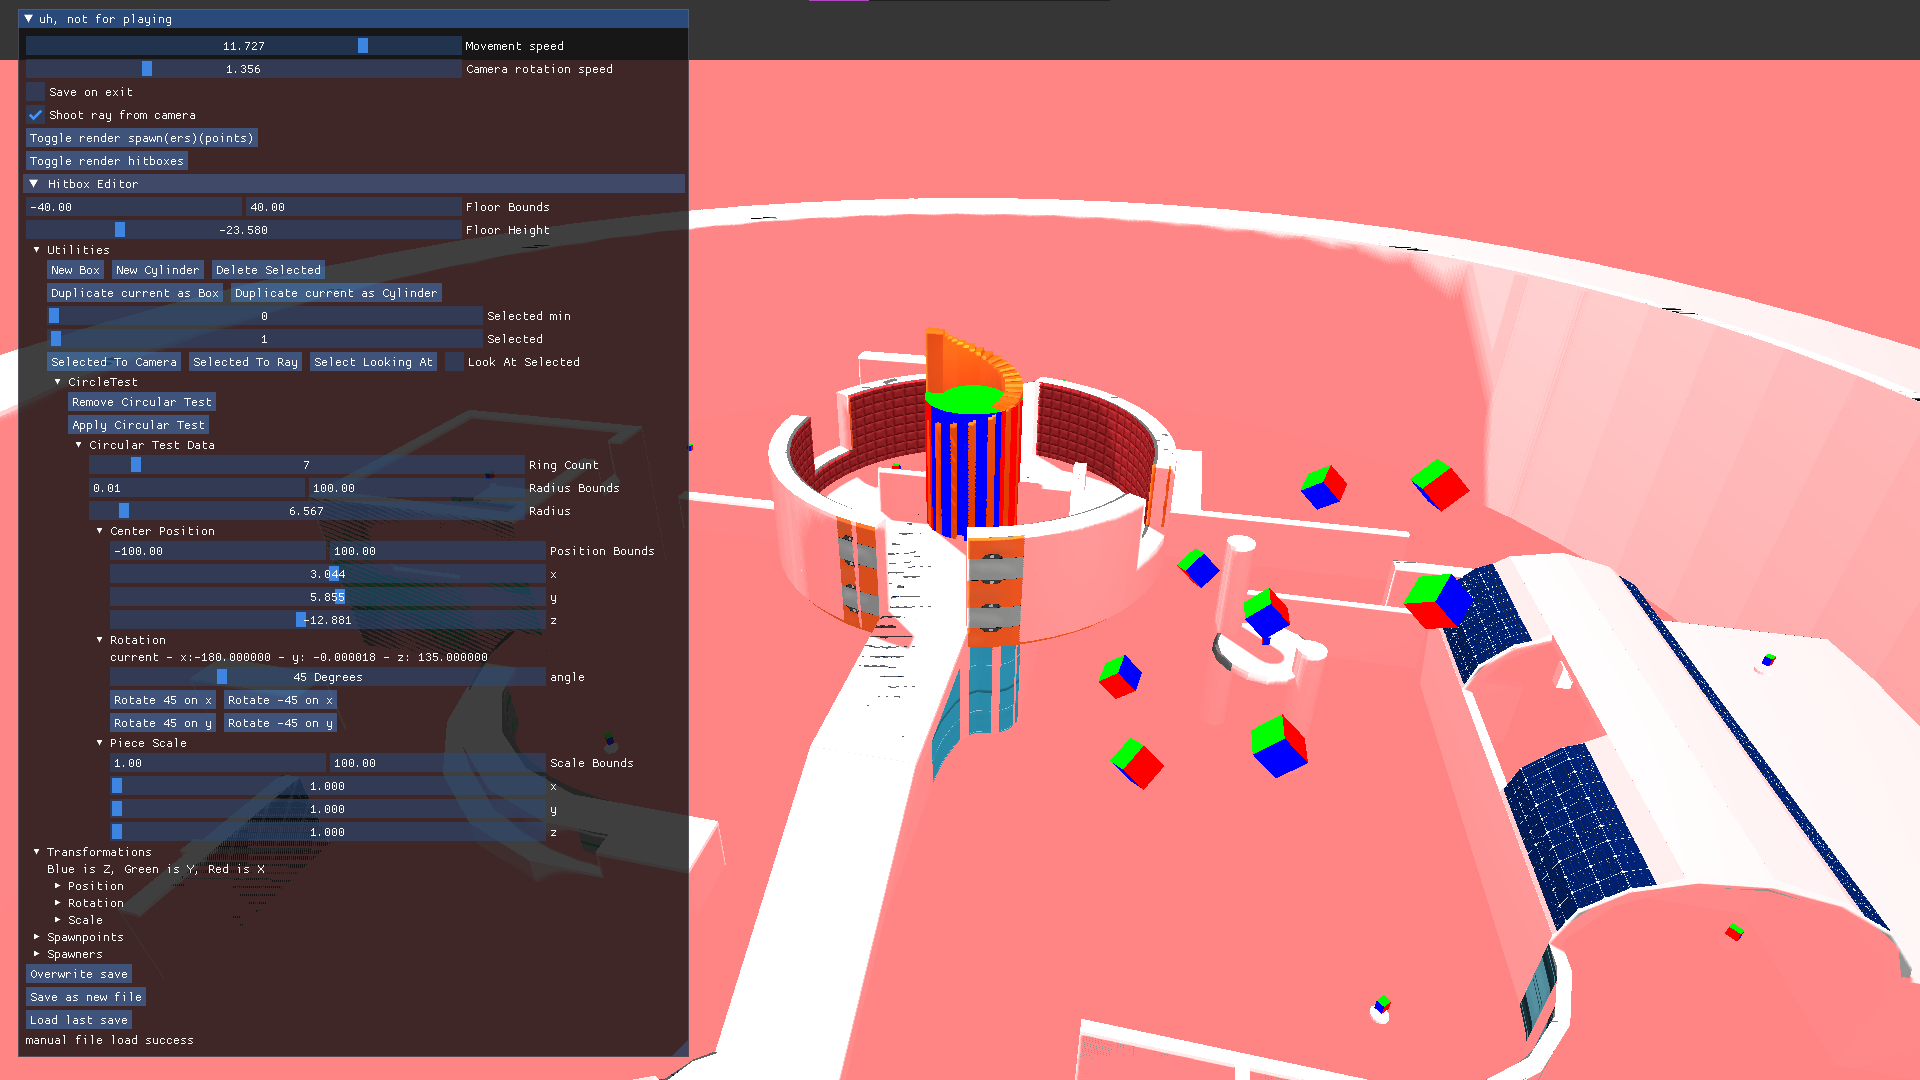 uh, not for playing
11.727 Movement speed
1.356 Camera rotation speed
Save on exit
Shoot ray from camera
Toggle render spawn(ers)(points)
Toggle render hitboxes
Hitbox Editor
-40.00 40.00 Floor Bounds
-23.580 Floor Height
Utilities
New Box New Cylinder Delete Selected
Duplicate current as Box Duplicate current as Cylinder
0 Selected min
1 Selected
Selected To Camera Selected To Ray Select Looking At Look At Selected
CircleTest
Remove Circular Test
Apply Circular Test
Circular Test Data
7 Ring Count
0.01 100.00 Radius Bounds
6.567 Radius
Center Position
-100.00 100.00 Position Bounds
3.044 x
5.855 y
-12.881 z
Rotation
current - x:-180.000000 - y: -0.000018 - z: 135.000000
45 Degrees angle
Rotate 45 on x Rotate -45 on x
Rotate 45 on y Rotate -45 on y
Piece Scale
1.00 100.00 Scale Bounds
1.000 x
1.000 y
1.000 z
Transformations
Blue is Z, Green is Y, Red is X
Position
Rotation
Scale
Spawnpoints
Spawners
Overwrite save
Save as new file
Load last save
manual file load success